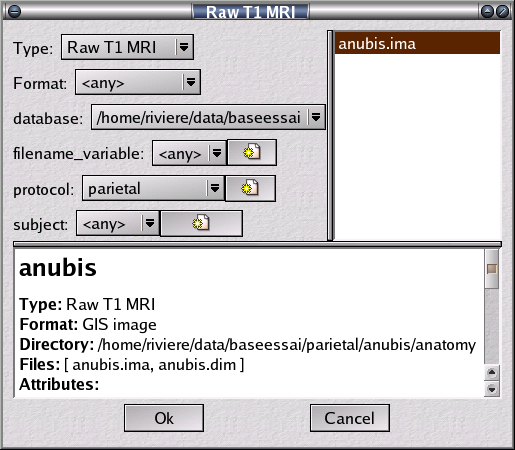 Raw T1 MRI
Type: Raw T1 MRI
anubis.ima
Format: <any>
database: /home/riviere/data/baseessai
filename_variable: <any>
protocol: parietal
subject: <any>
anubis
Type: Raw T1 MRI
Format: GIS image
Directory: /home/riviere/data/baseessai/parietal/anubis/anatomy
Files: [ anubis.ima, anubis.dim ]
Attributes:
Ok Cancel